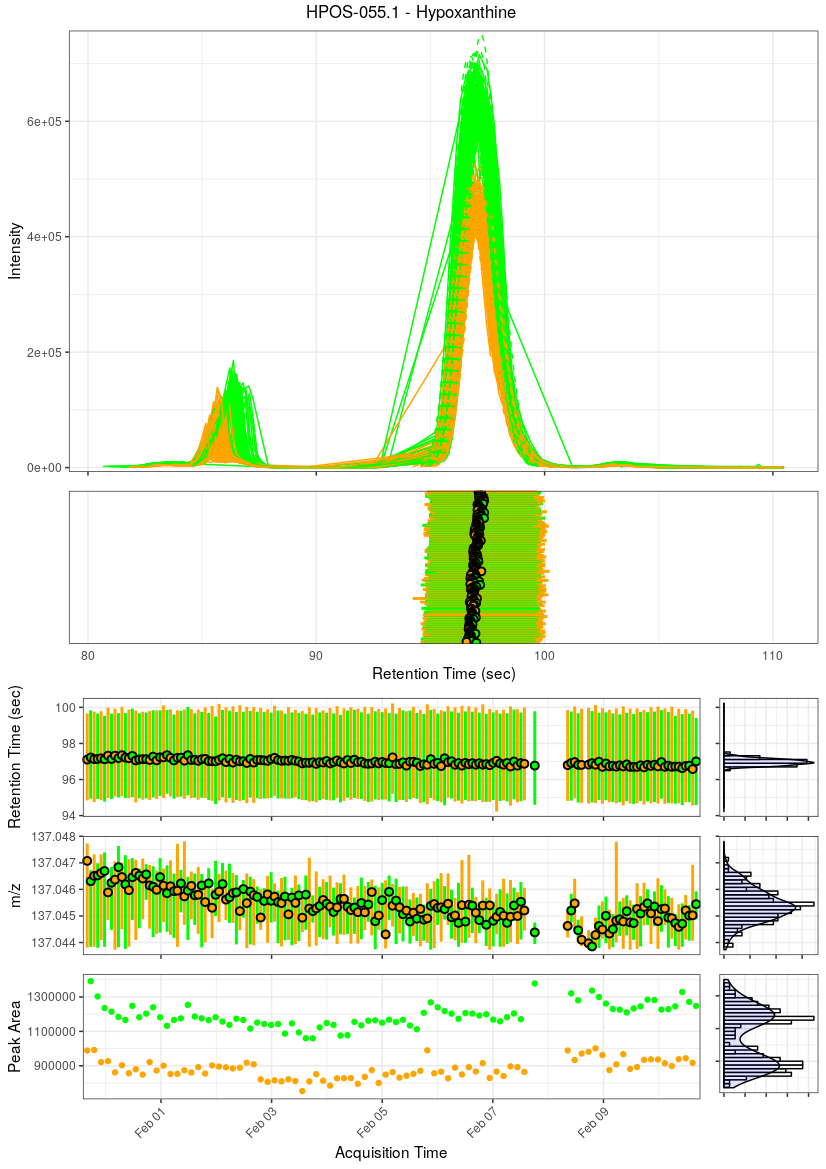 HPOS-055.1 - Hypoxanthine
Intensity
6e+05
4e+05
2e+05
0e+00
80
90
100
110
Retention Time (sec)
Retention Time (sec)
100
98
96
94
m/z
137.048
137.047
137.046
137.045
137.044
Peak Area
1300000
1100000
900000
Feb 01
Feb 03
Feb 05
Feb 07
Feb 09
Acquisition Time